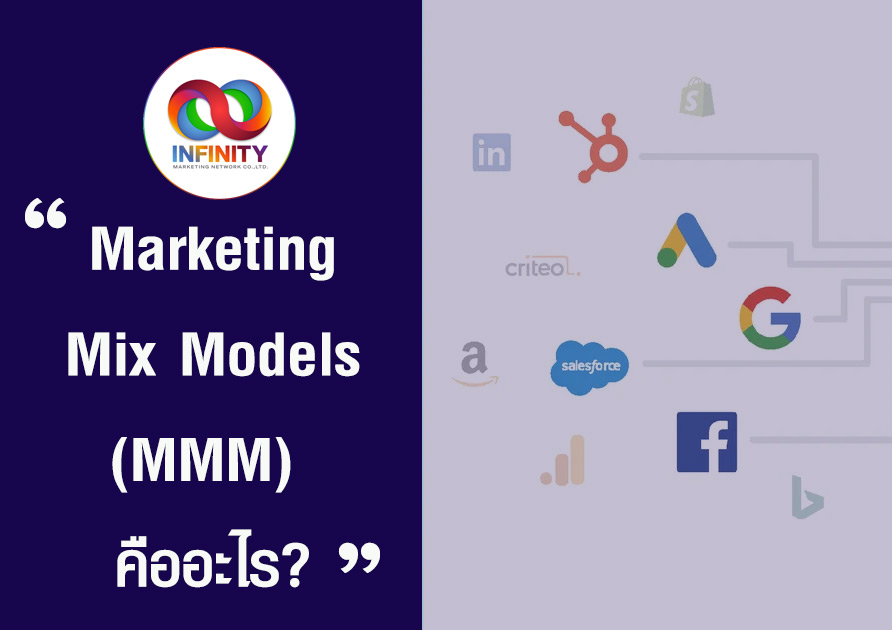 INFINITY
MARKETING NETWORK CO.,LTD.
“ Marketing
Mix Models
(MMM)
คืออะไร? ”
in
criteo
a
salesforce